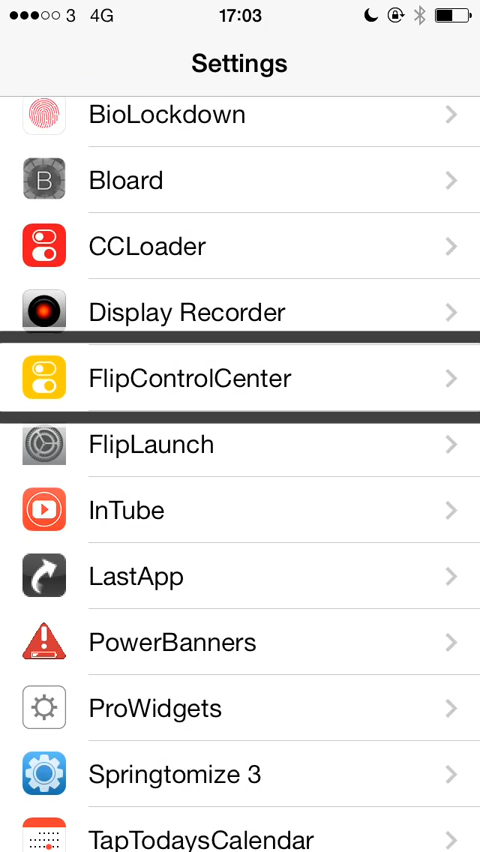 3 4G 17:03
Settings
BioLockdown
B Bloard
CCLoader
Display Recorder
FlipControlCenter
FlipLaunch
InTube
LastApp
PowerBanners
ProWidgets
Springtomize 3
TapTodaysCalendar